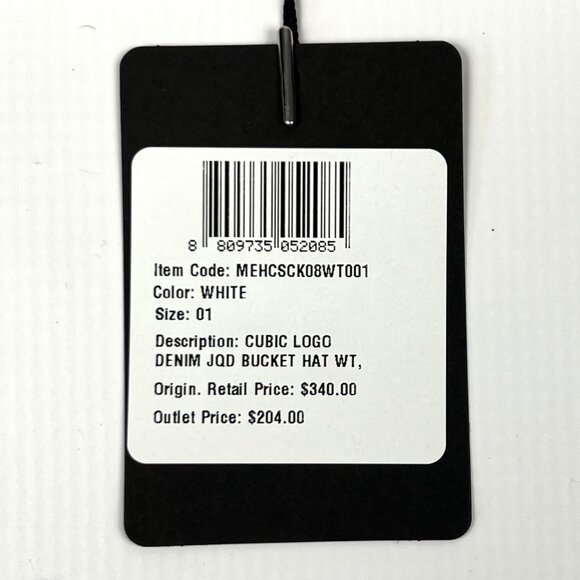 8 809735 052085
Item Code: MEHCSCK08WT001
Color: WHITE
Size: 01
Description: CUBIC LOGO
DENIM JQD BUCKET HAT WT,
Origin. Retail Price: $340.00
Outlet Price: $204.00